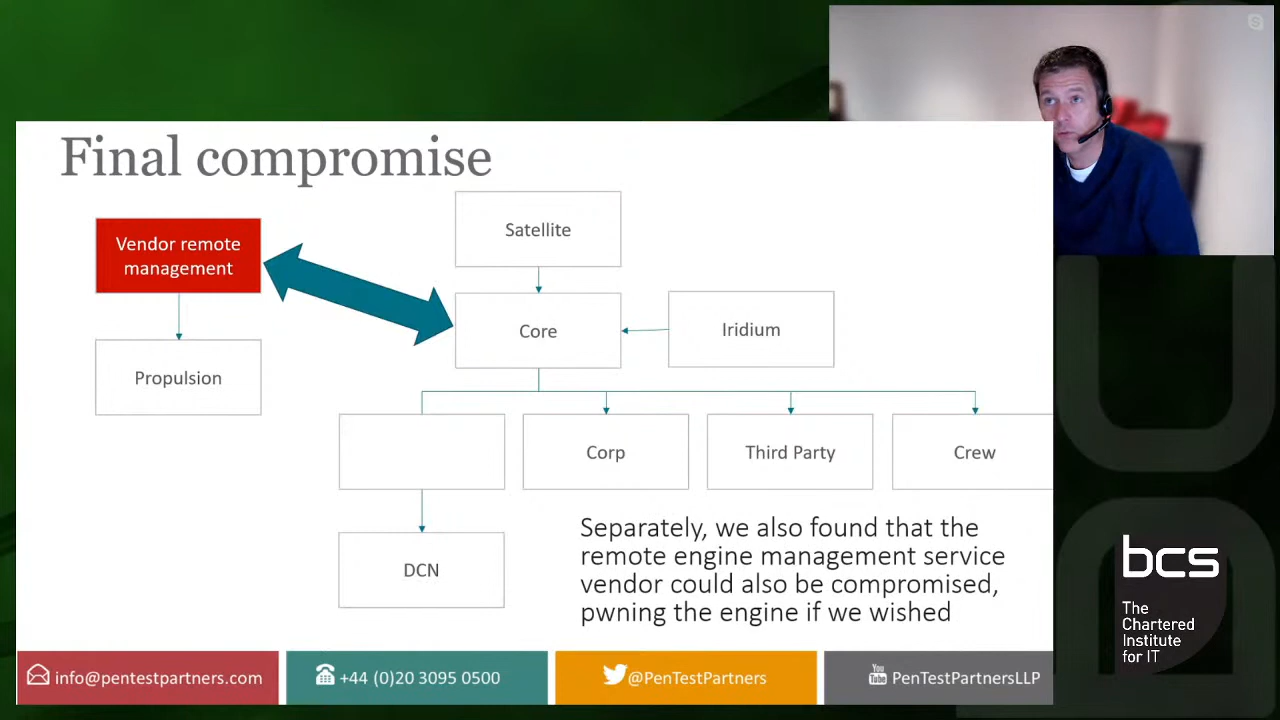 Final compromise
Vendor remote
management
Satellite
Core
Iridium
Propulsion
Corp
Third Party
Crew
DCN
Separately, we also found that the
remote engine management service
vendor could also be compromised,
pwning the engine if we wished
bcs
The
Chartered
Institute
for IT
info@pentestpartners.com
+44 (0)20 3095 0500
@PenTestPartners
You
Tube
PenTestPartnersLLP